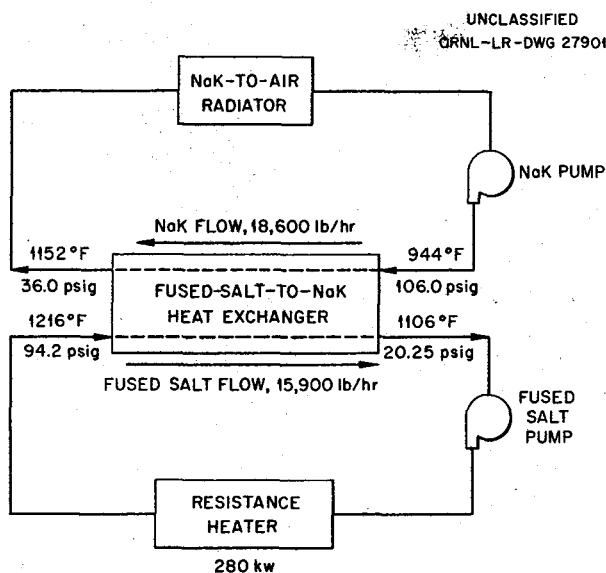 UNCLASSIFIED
ORNL-LR-DWG 27901
NaK-TO-AIR
RADIATOR
NaK PUMP
NaK FLOW, 18,600 lb/hr
1152°F
944°F
36.0 psig
106.0 psig
FUSED-SALT-TO-NaK
HEAT EXCHANGER
1216°F
1106°F
94.2 psig
20.25 psig
FUSED SALT FLOW, 15,900 lb/hr
FUSED
SALT
PUMP
RESISTANCE
HEATER
280 kw